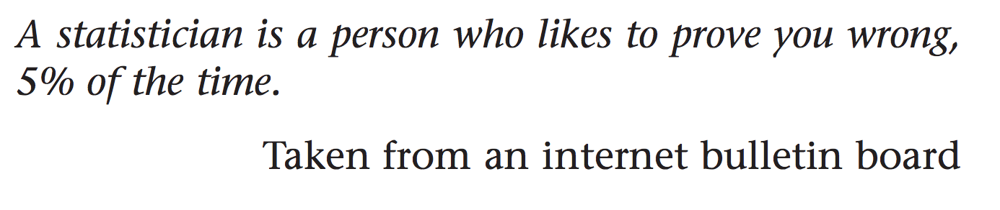 A statistician is a person who likes to prove you wrong,
5% of the time.
Taken from an internet bulletin board